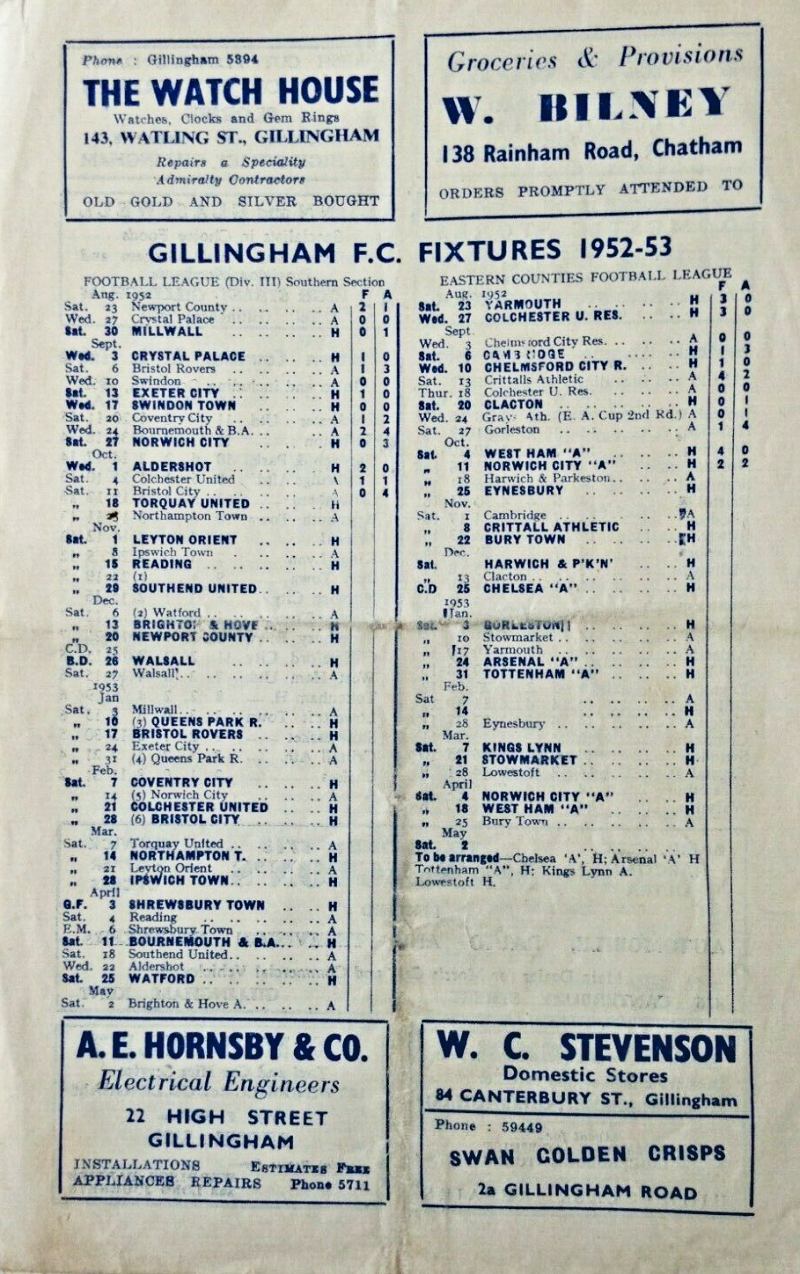 Phone : Gillingham 5894
THE WATCH HOUSE
Watches, Clocks and Gem Rings
143, WATLING ST., GILLINGHAM
Repairs a Speciality
Admiralty Contractors
OLD GOLD AND SILVER BOUGHT
Groceries & Provisions
W. BILNEY
138 Rainham Road, Chatham
ORDERS PROMPTLY ATTENDED TO
GILLINGHAM F.C. FIXTURES 1952-53
FOOTBALL LEAGUE (Div. III) Southern Section
Aug. 1952 F A
Sat. 23 Newport County .. A 2 1
Wed. 27 Crystal Palace .. A 0 0
Sat. 30 MILLWALL .. H 0 1
Sept.
Wed. 3 CRYSTAL PALACE .. H 1 0
Sat. 6 Bristol Rovers .. A 1 3
Wed. 10 Swindon .. A 0 0
Sat. 13 EXETER CITY .. H 1 0
Wed. 17 SWINDON TOWN .. H 0 0
Sat. 20 Coventry City .. A 1 2
Wed. 24 Bournemouth & B.A. .. A 2 4
Sat. 27 NORWICH CITY .. H 0 3
Oct.
Wed. 1 ALDERSHOT .. H 2 0
Sat. 4 Colchester United .. 1 1
Sat. 11 Bristol City .. A 0 4
" 18 TORQUAY UNITED .. H
" Northampton Town .. A
Nov.
Sat. 1 LEYTON ORIENT .. H
" 8 Ipswich Town .. A
" 15 READING .. H
" 22 (1)
" 29 SOUTHEND UNITED .. H
Dec.
Sat. 6 (2) Watford .. A
" 13 BRIGHTON & HOVE .. H
" 20 NEWPORT COUNTY .. H
C.D. 25
B.D. 26 WALSALL .. H
Sat. 27 Walsall .. A
1953
Jan
Sat. 3 Millwall .. A
" 10 (3) QUEENS PARK R. .. H
" 17 BRISTOL ROVERS .. H
" 24 Exeter City .. A
" 31 (4) Queens Park R. .. A
Feb.
Sat. 7 COVENTRY CITY .. H
" 14 (5) Norwich City .. A
" 21 COLCHESTER UNITED .. H
" 28 (6) BRISTOL CITY .. H
Mar.
Sat. 7 Torquay United .. A
" 14 NORTHAMPTON T. .. H
" 21 Leyton Orient .. A
" 28 IPSWICH TOWN .. H
April
G.F. 3 SHREWSBURY TOWN .. H
Sat. 4 Reading .. A
E.M. 6 Shrewsbury Town .. A
Sat. 11 BOURNEMOUTH & B.A. .. H
Sat. 18 Southend United .. A
Wed. 22 Aldershot .. A
Sat. 25 WATFORD .. H
May
Sat. 2 Brighton & Hove A. .. A
EASTERN COUNTIES FOOTBALL LEAGUE
Aug. 1952 F A
Sat. 23 YARMOUTH .. H 3 0
Wed. 27 COLCHESTER U. RES. .. H 3 0
Sept
Wed. 3 Chelmsford City Res. .. A 0 0
Sat. 6 CAMBRIDGE .. H 1 3
Wed. 10 CHELMSFORD CITY R. .. H 1 0
Sat. 13 Crittalls Athletic .. A 4 2
Thur. 18 Colchester U. Res. .. A 0 0
Sat. 20 CLACTON .. H 0 1
Wed. 24 Grays Ath. (E. A. Cup 2nd Rd.) A 0 1
Sat. 27 Gorleston .. A 1 4
Oct.
Sat. 4 WEST HAM "A" .. H 4 0
" 11 NORWICH CITY "A" .. H 2 2
" 18 Harwich & Parkeston .. A
" 25 EYNESBURY .. H
Nov.
Sat. 1 Cambridge .. A
" 8 CRITTALL ATHLETIC .. H
" 22 BURY TOWN .. H
Dec.
Sat. HARWICH & P'K'N' .. H
" 13 Clacton .. A
C.D 25 CHELSEA "A" .. H
1953
Jan.
Sat. 3 GORLESTON .. H
" 10 Stowmarket .. A
" 17 Yarmouth .. A
" 24 ARSENAL "A" .. H
" 31 TOTTENHAM "A" .. H
Feb.
Sat 7 .. A
" 14 .. H
" 28 Eynesbury .. A
Mar.
Sat. 7 KINGS LYNN .. H
" 21 STOWMARKET .. H
" 28 Lowestoft .. A
April
Sat. 4 NORWICH CITY "A" .. H
" 18 WEST HAM "A" .. H
" 25 Bury Town .. A
May
Sat. 2
To be arranged—Chelsea 'A', H; Arsenal 'A' H
Tottenham "A", H: Kings Lynn A.
Lowestoft H.
A. E. HORNSBY & CO.
Electrical Engineers
22 HIGH STREET
GILLINGHAM
INSTALLATIONS ESTIMATES FREE
APPLIANCES REPAIRS Phone 5711
W. C. STEVENSON
Domestic Stores
84 CANTERBURY ST., Gillingham
Phone : 59449
SWAN GOLDEN CRISPS
2a GILLINGHAM ROAD